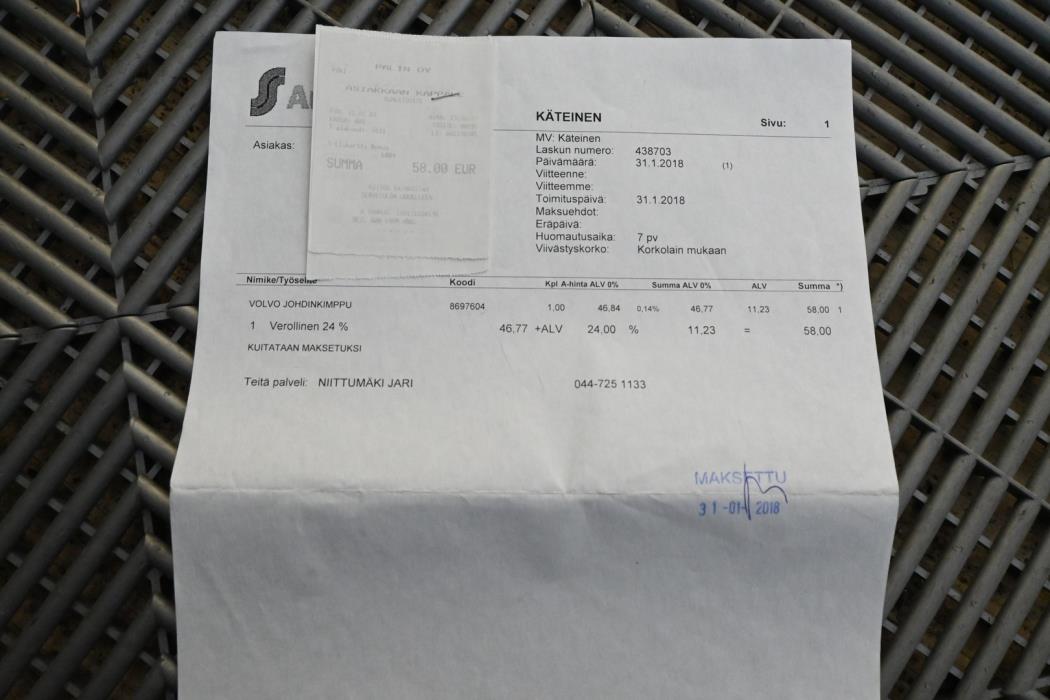 PALIN OY
ASIAKKAAN KAPPALE
SUMMA 58.00 EUR
KÄTEINEN Sivu: 1
Asiakas:
MV: Käteinen
Laskun numero: 438703
Päivämäärä: 31.1.2018 (1)
Viitteenne:
Viitteemme:
Toimituspäivä: 31.1.2018
Maksuehdot:
Eräpäivä:
Huomautusaika: 7 pv
Viivästyskorko: Korkolain mukaan
Koodi Kpl A-hinta ALV 0% Summa ALV 0% ALV Summa *)
VOLVO JOHDINKIMPPU 8697604 1,00 46,84 0,14% 46,77 11,23 58,00 1
1 Verollinen 24 % 46,77 +ALV 24,00 % 11,23 = 58,00
KUITATAAN MAKSETUKSI
Teitä palveli: NIITTUMÄKI JARI 044-725 1133
MAKSETTU
31-01-2018